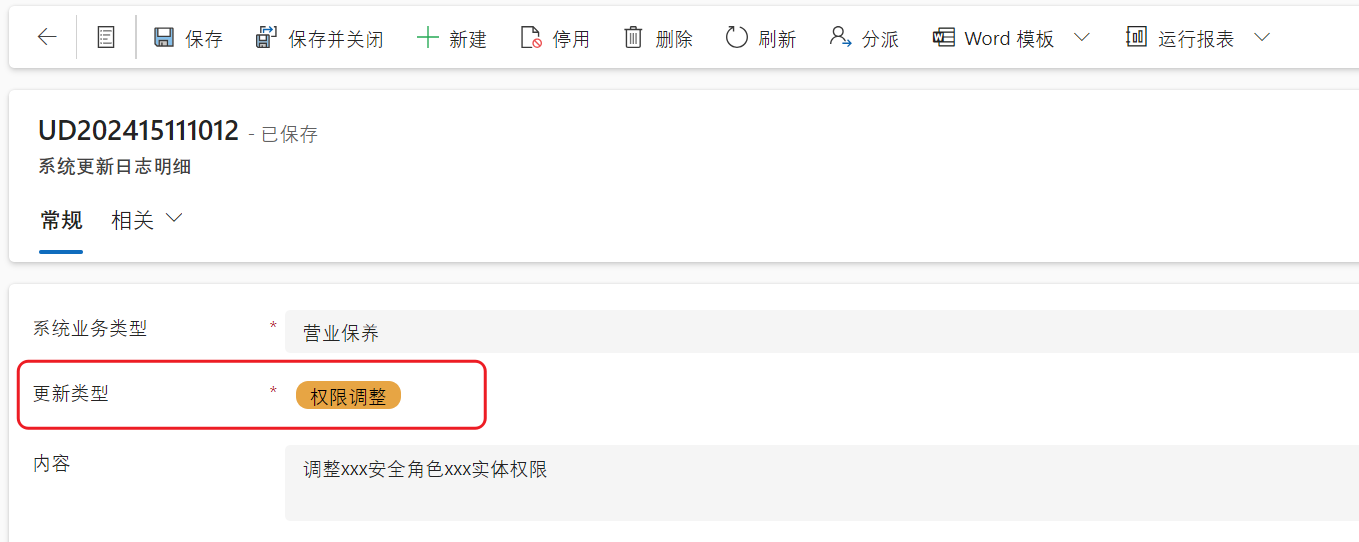 保存 保存并关闭 新建 停用 删除 刷新 分派 Word 模板 运行报表
UD202415111012 - 已保存
系统更新日志明细
常规 相关
系统业务类型 * 营业保养
更新类型 * 权限调整
内容 调整xxx安全角色xxx实体权限